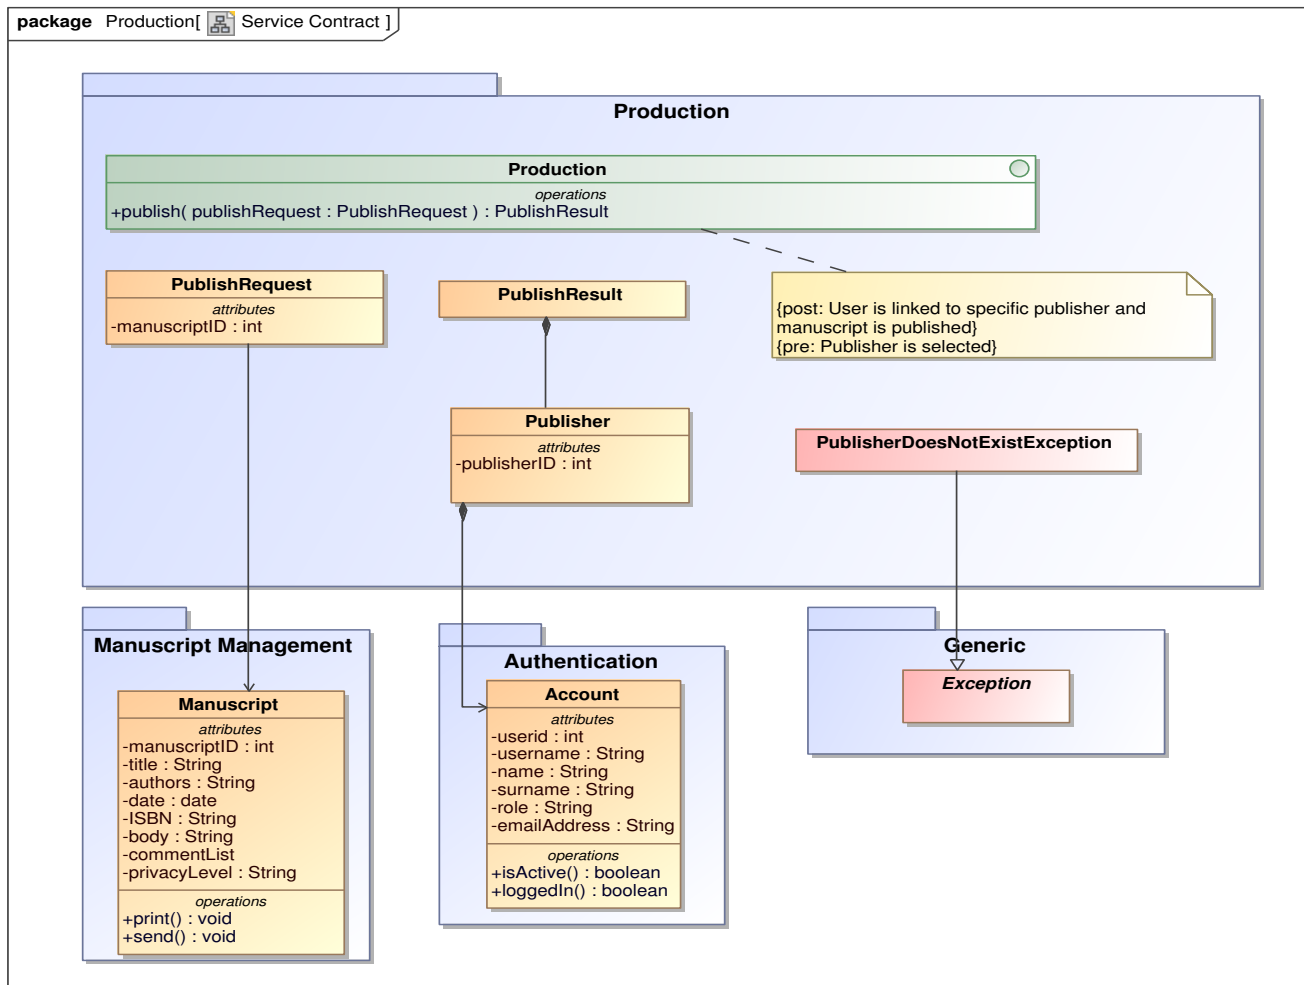 package Production[ Service Contract ]
Production
Production
operations
+publish( publishRequest : PublishRequest ) : PublishResult
PublishRequest
attributes
-manuscriptID : int
PublishResult
{post: User is linked to specific publisher and
manuscript is published}
{pre: Publisher is selected}
Publisher
attributes
-publisherID : int
PublisherDoesNotExistException
Manuscript Management
Manuscript
attributes
-manuscriptID : int
-title : String
-authors : String
-date : date
-ISBN : String
-body : String
-commentList
-privacyLevel : String
operations
+print() : void
+send() : void
Authentication
Account
attributes
-userid : int
-username : String
-name : String
-surname : String
-role : String
-emailAddress : String
operations
+isActive() : boolean
+loggedIn() : boolean
Generic
Exception